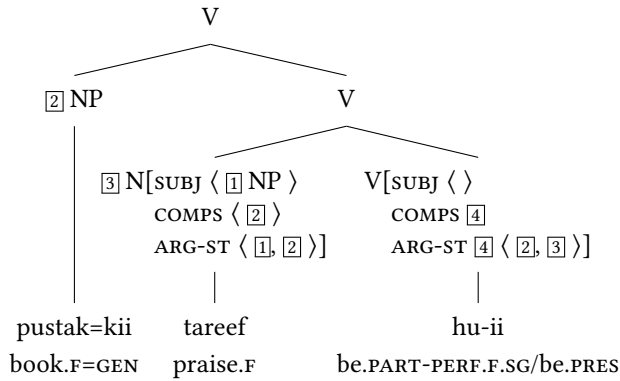 V
2 NP V
3 N[SUBJ ⟨ 1 NP ⟩ V[SUBJ ⟨ ⟩
COMPS ⟨ 2 ⟩ COMPS 4
ARG-ST ⟨ 1, 2 ⟩] ARG-ST 4 ⟨ 2, 3 ⟩]
pustak=kii tareef hu-ii
book.F=GEN praise.F be.PART-PERF.F.SG/be.PRES